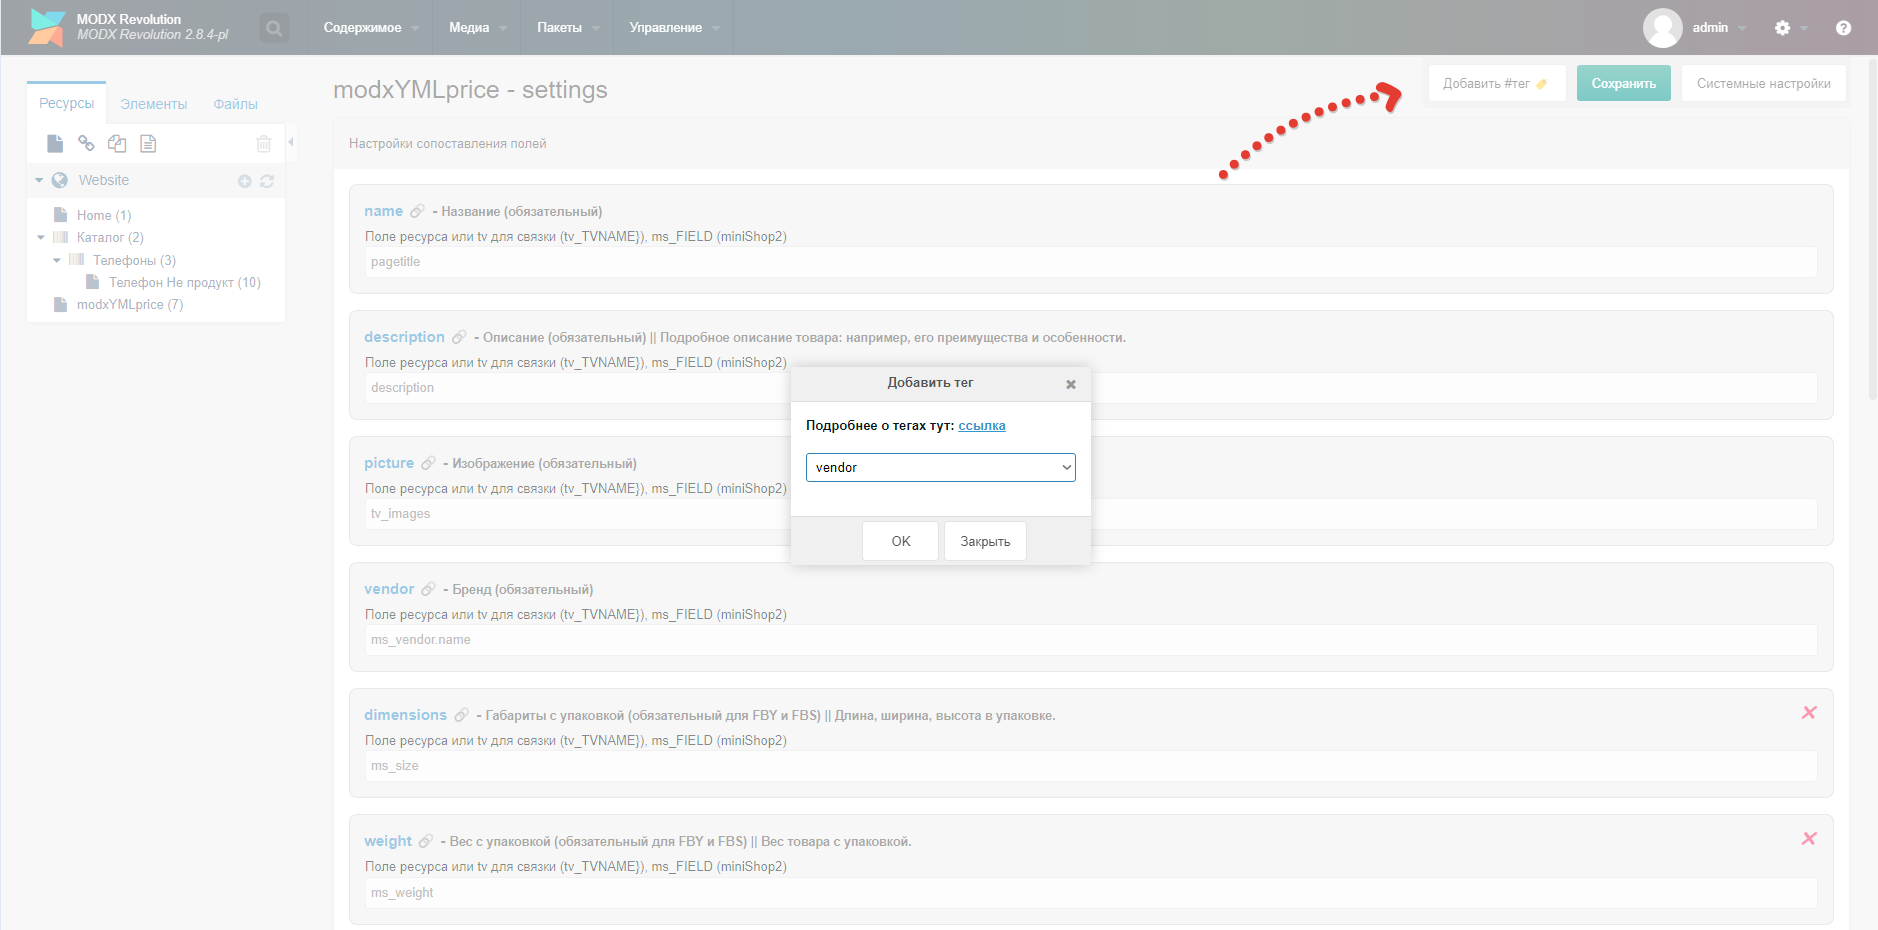 MODX Revolution
MODX Revolution 2.8.4-pl
Содержимое
Медиа
Пакеты
Управление
admin
Ресурсы
Элементы
Файлы
Website
Home (1)
Каталог (2)
Телефоны (3)
Телефон Не продукт (10)
modxYMLprice (7)
modxYMLprice - settings
Добавить #тег
Сохранить
Системные настройки
Настройки сопоставления полей
name - Название (обязательный)
Поле ресурса или tv для связки (tv_TVNAME}), ms_FIELD (miniShop2)
pagetitle
description - Описание (обязательный) || Подробное описание товара: например, его преимущества и особенности.
Поле ресурса или tv для связки (tv_TVNAME}), ms_FIELD (miniShop2)
description
picture - Изображение (обязательный)
Поле ресурса или tv для связки (tv_TVNAME}), ms_FIELD (miniShop2)
tv_images
vendor - Бренд (обязательный)
Поле ресурса или tv для связки (tv_TVNAME}), ms_FIELD (miniShop2)
ms_vendor.name
dimensions - Габариты с упаковкой (обязательный для FBY и FBS) || Длина, ширина, высота в упаковке.
Поле ресурса или tv для связки (tv_TVNAME}), ms_FIELD (miniShop2)
ms_size
weight - Вес с упаковкой (обязательный для FBY и FBS) || Вес товара с упаковкой.
Поле ресурса или tv для связки (tv_TVNAME}), ms_FIELD (miniShop2)
ms_weight
Добавить тег
Подробнее о тегах тут: ссылка
vendor
OK
Закрыть